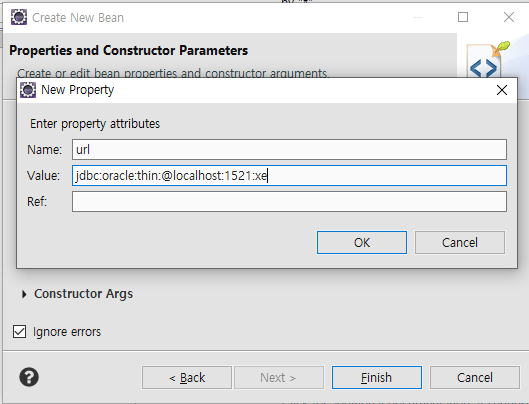 Create New Bean
Properties and Constructor Parameters
Create or edit bean properties and constructor arguments.
New Property
Enter property attributes
Name: url
Value: jdbc:oracle:thin:@localhost:1521:xe
Ref:
OK Cancel
Constructor Args
Ignore errors
< Back Next > Finish Cancel